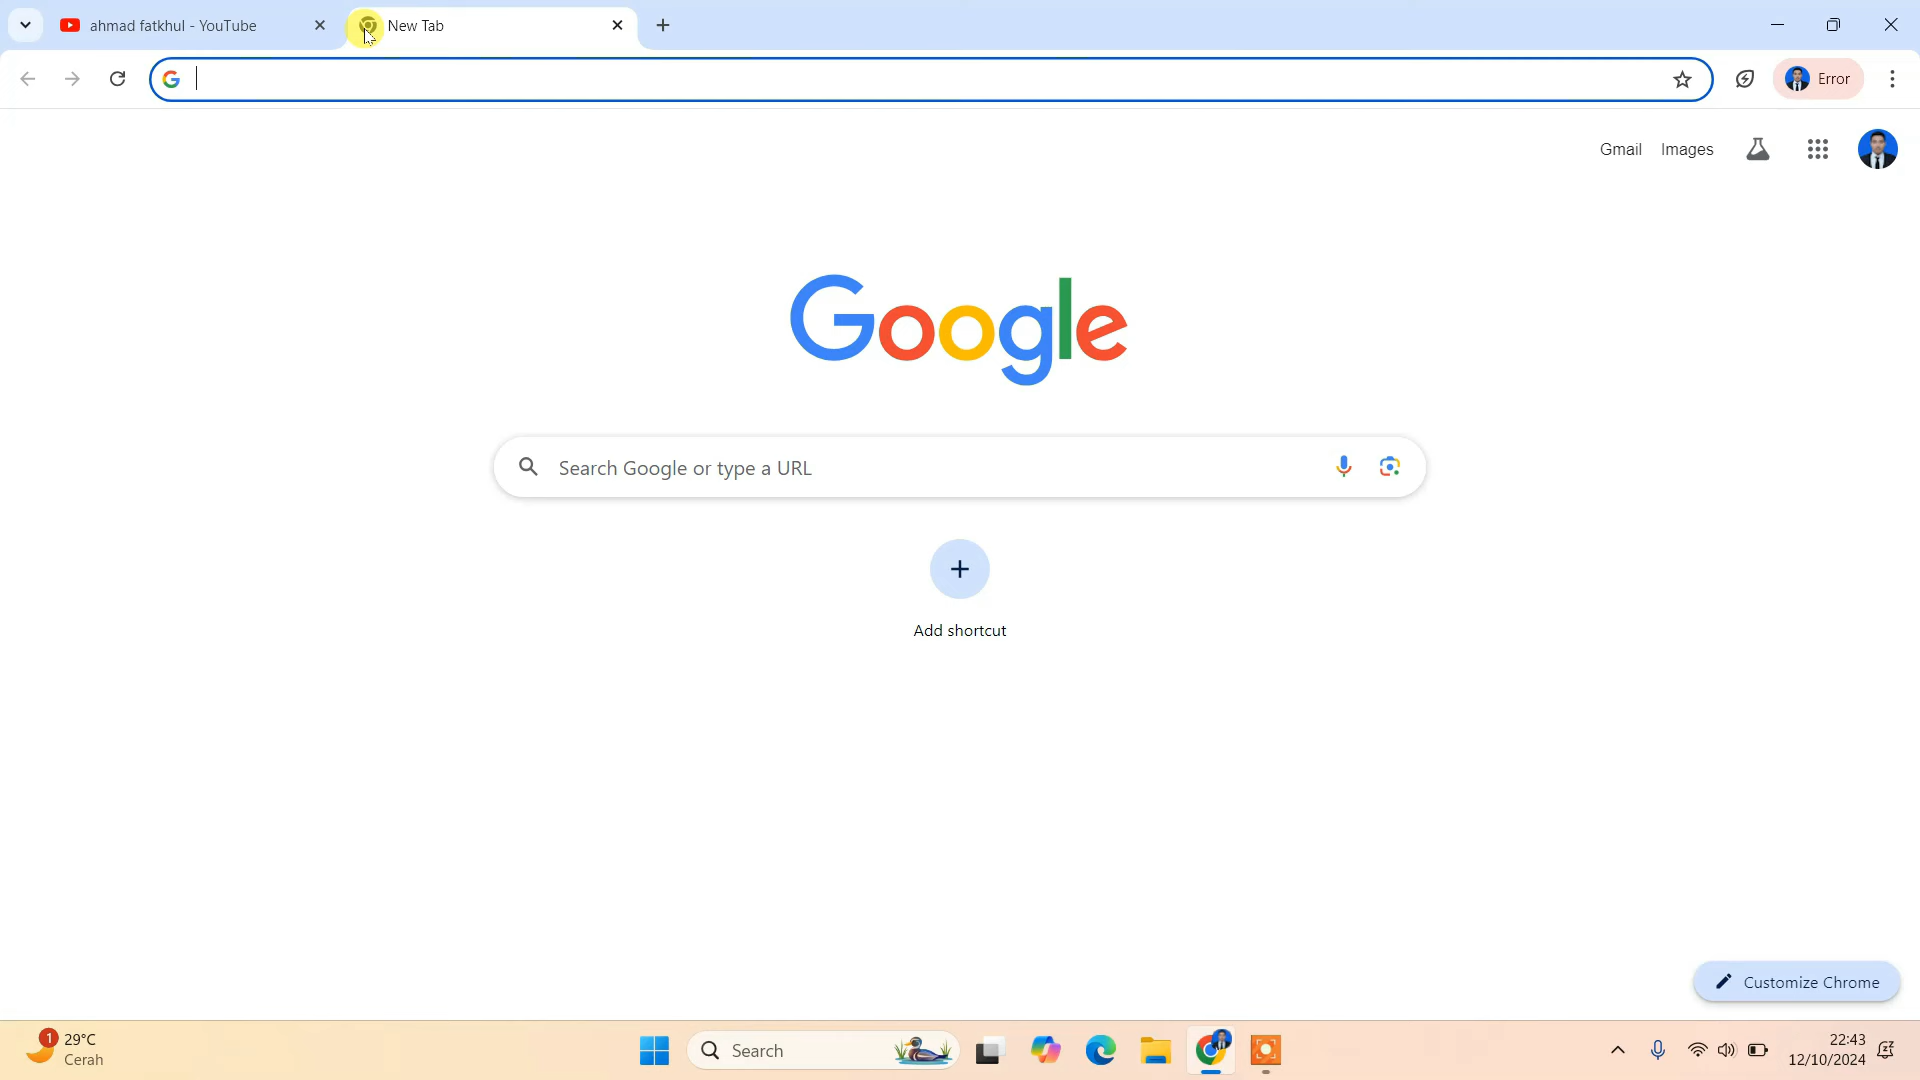 ahmad fatkhul - YouTube
New Tab
Error
Gmail Images
Google
Search Google or type a URL
Add shortcut
Customize Chrome
1
29°C
Cerah
Search
22:43
12/10/2024